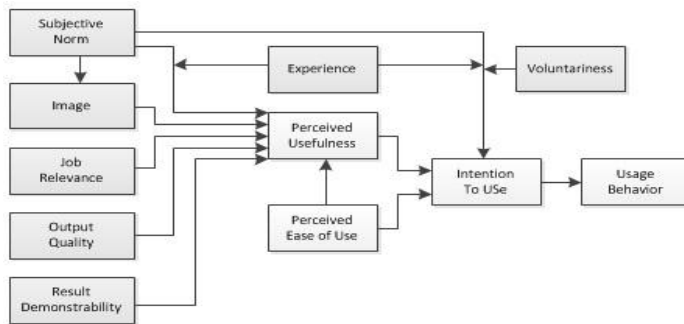 Subjective
Norm
Experience
Voluntariness
Image
Perceived
Usefulness
Job
Relevance
Intention
To USe
Usage
Behavior
Output
Quality
Perceived
Ease of Use
Result
Demonstrability